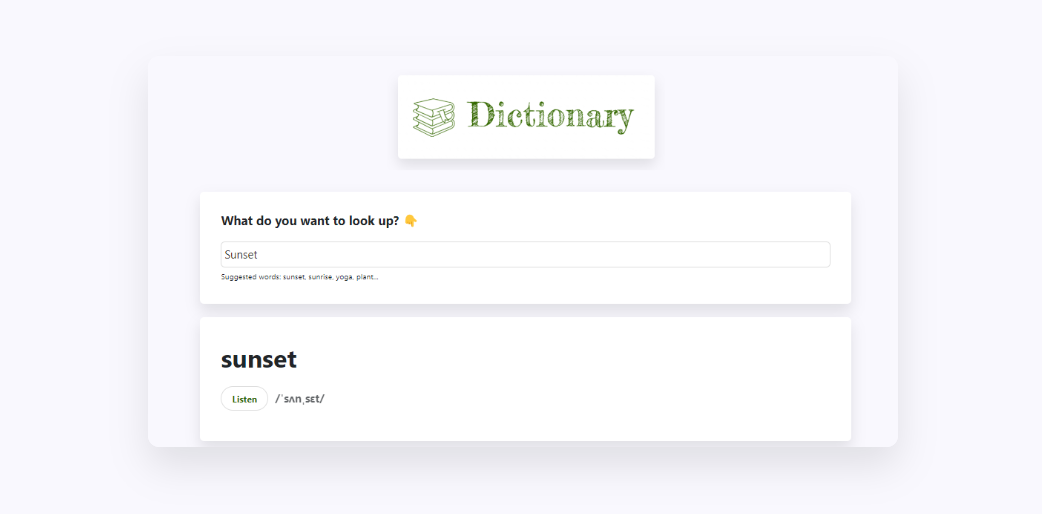 Dictionary
What do you want to look up? 👇
Sunset
Suggested words: sunset, sunrise, yoga, plant...
sunset
Listen /ˈsʌnˌsɛt/